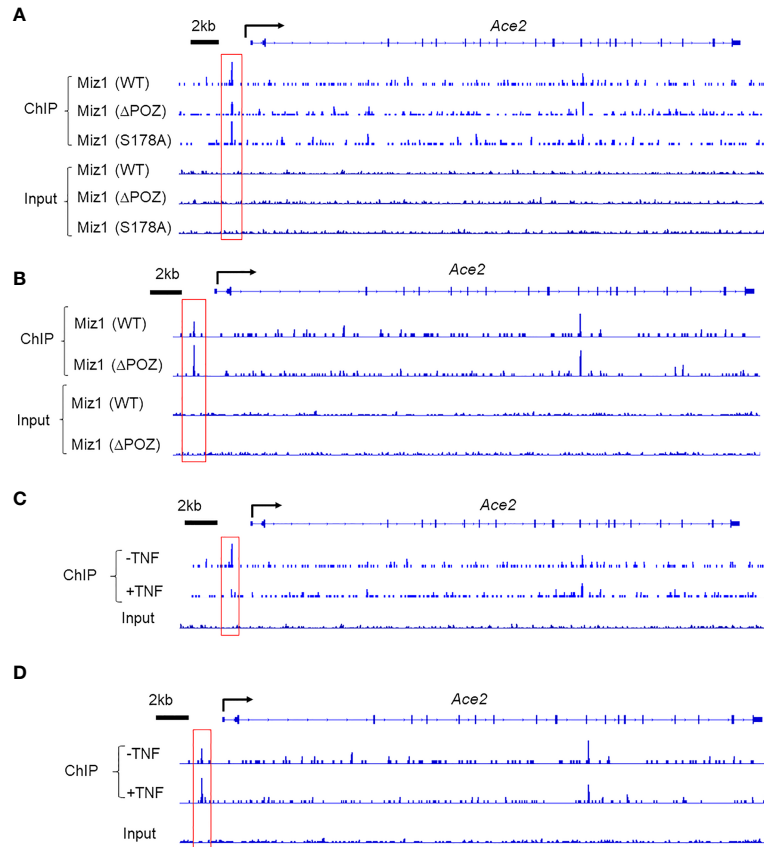 A
2kb
Ace2
ChIP
Miz1 (WT)
Miz1 (ΔPOZ)
Miz1 (S178A)
Input
Miz1 (WT)
Miz1 (ΔPOZ)
Miz1 (S178A)
B
2kb
Ace2
ChIP
Miz1 (WT)
Miz1 (ΔPOZ)
Input
Miz1 (WT)
Miz1 (ΔPOZ)
C
2kb
Ace2
ChIP
-TNF
+TNF
Input
D
2kb
Ace2
ChIP
-TNF
+TNF
Input